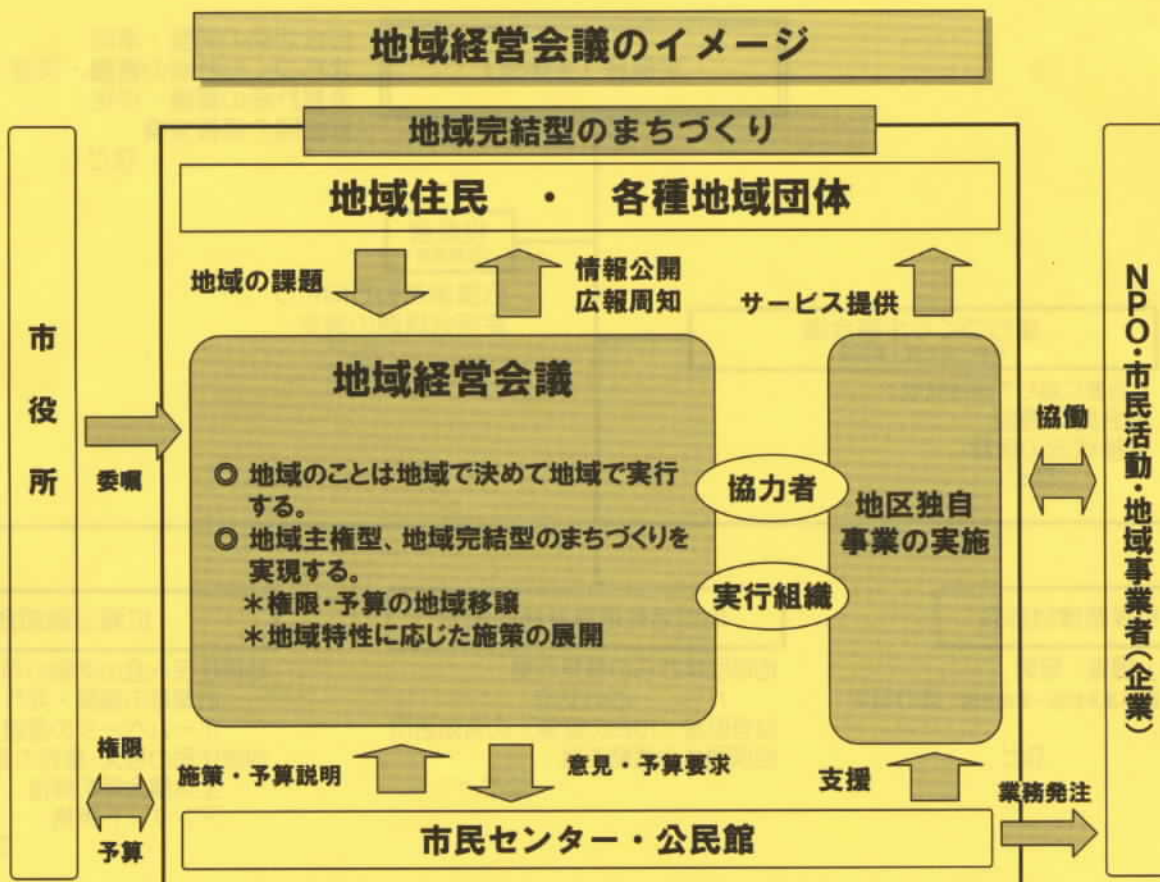 地域経営会議のイメージ
地域完結型のまちづくり
地域住民 ・ 各種地域団体
地域の課題
情報公開
広報周知
サービス提供
市役所
委嘱
地域経営会議
◎ 地域のことは地域で決めて地域で実行
する。
◎ 地域主権型、地域完結型のまちづくりを
実現する。
＊権限・予算の地域移譲
＊地域特性に応じた施策の展開
協力者
実行組織
地区独自
事業の実施
協働
NPO・市民活動・地域事業者(企業)
権限
予算
施策・予算説明
意見・予算要求
支援
業務発注
市民センター・公民館